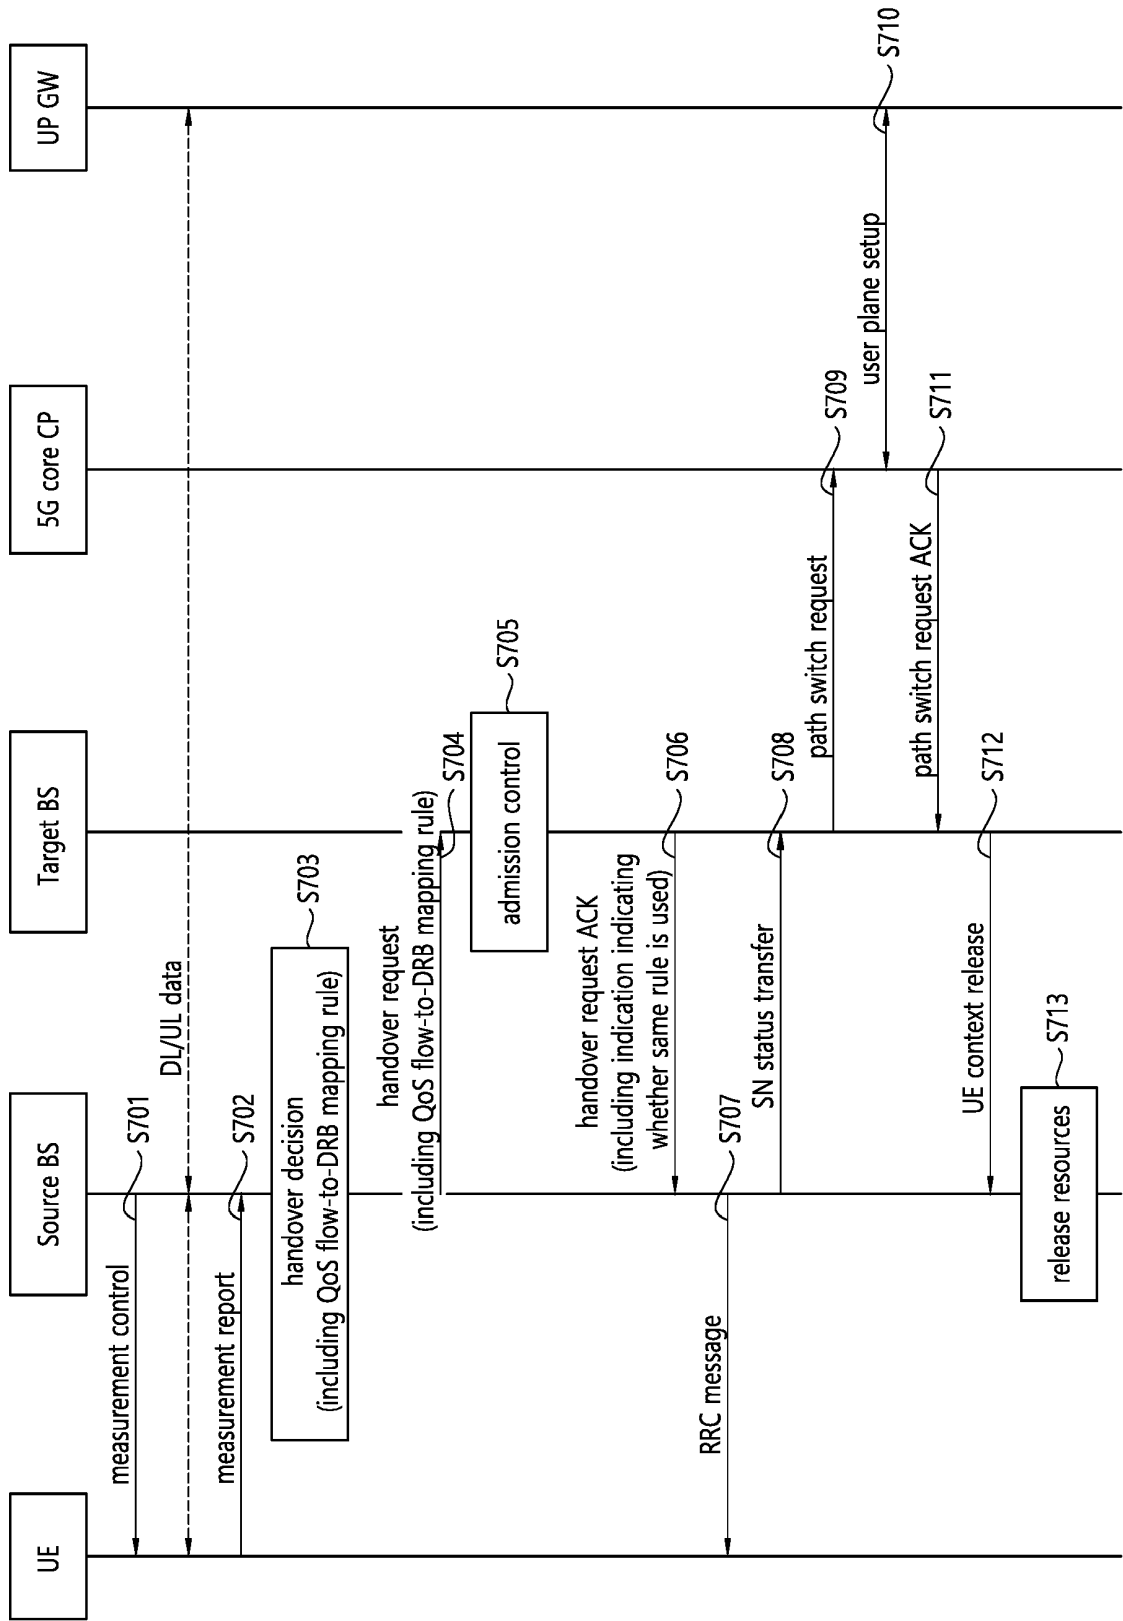 UE
Source BS
Target BS
5G core CP
UP GW
measurement control
S701
DL/UL data
measurement report
S702
handover decision
(including QoS flow-to-DRB mapping rule)
S703
handover request
(including QoS flow-to-DRB mapping rule)
S704
admission control
S705
handover request ACK
(including indication indicating
whether same rule is used)
S706
RRC message
S707
SN status transfer
S708
path switch request
S709
user plane setup
S710
path switch request ACK
S711
UE context release
S712
release resources
S713